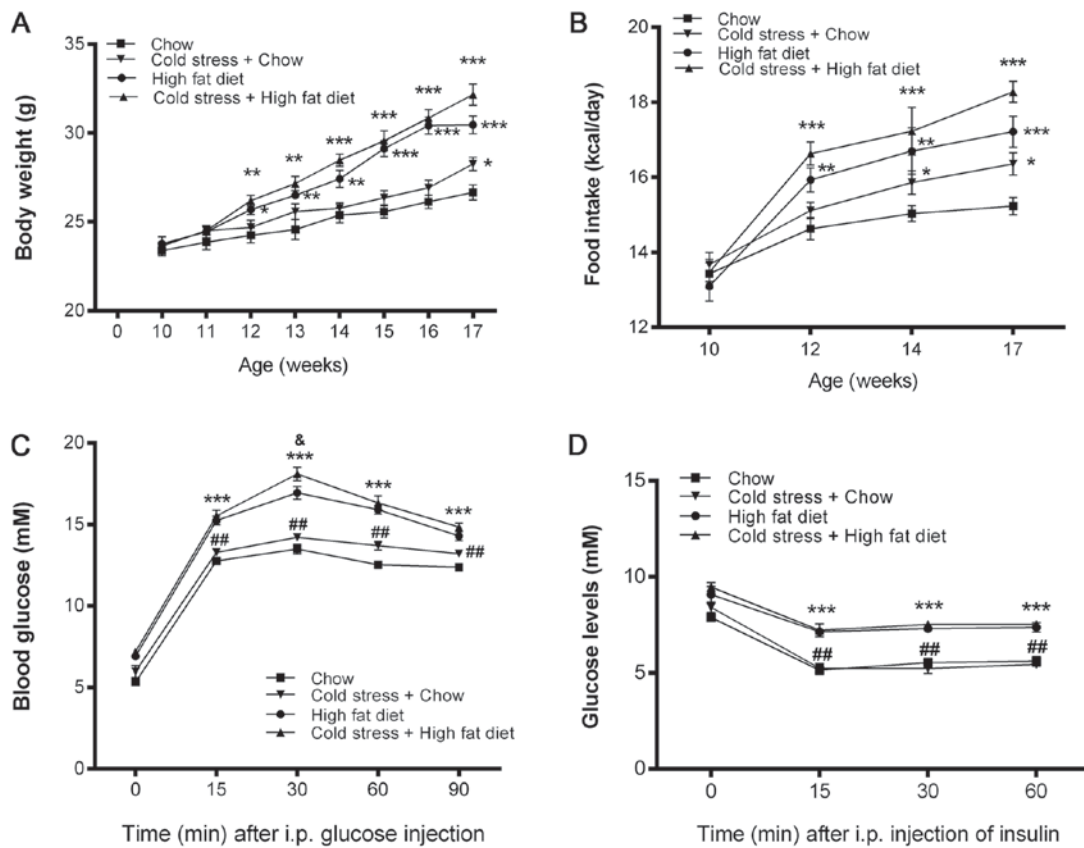 A
Chow
Cold stress + Chow
High fat diet
Cold stress + High fat diet
Body weight (g)
35
30
25
20
0 10 11 12 13 14 15 16 17
Age (weeks)
** ** *** *** *** ***
* ** ** *** *** ***
*
B
Chow
Cold stress + Chow
High fat diet
Cold stress + High fat diet
Food intake (kcal/day)
18
16
14
12
10 12 14 17
Age (weeks)
*** *** ***
** ** ***
* *
C
Blood glucose (mM)
20
15
10
5
0
&
*** *** *** ***
## ## ## ##
Chow
Cold stress + Chow
High fat diet
Cold stress + High fat diet
0 15 30 60 90
Time (min) after i.p. glucose injection
D
Chow
Cold stress + Chow
High fat diet
Cold stress + High fat diet
Glucose levels (mM)
15
10
5
0
*** *** ***
## ## ##
0 15 30 60
Time (min) after i.p. injection of insulin